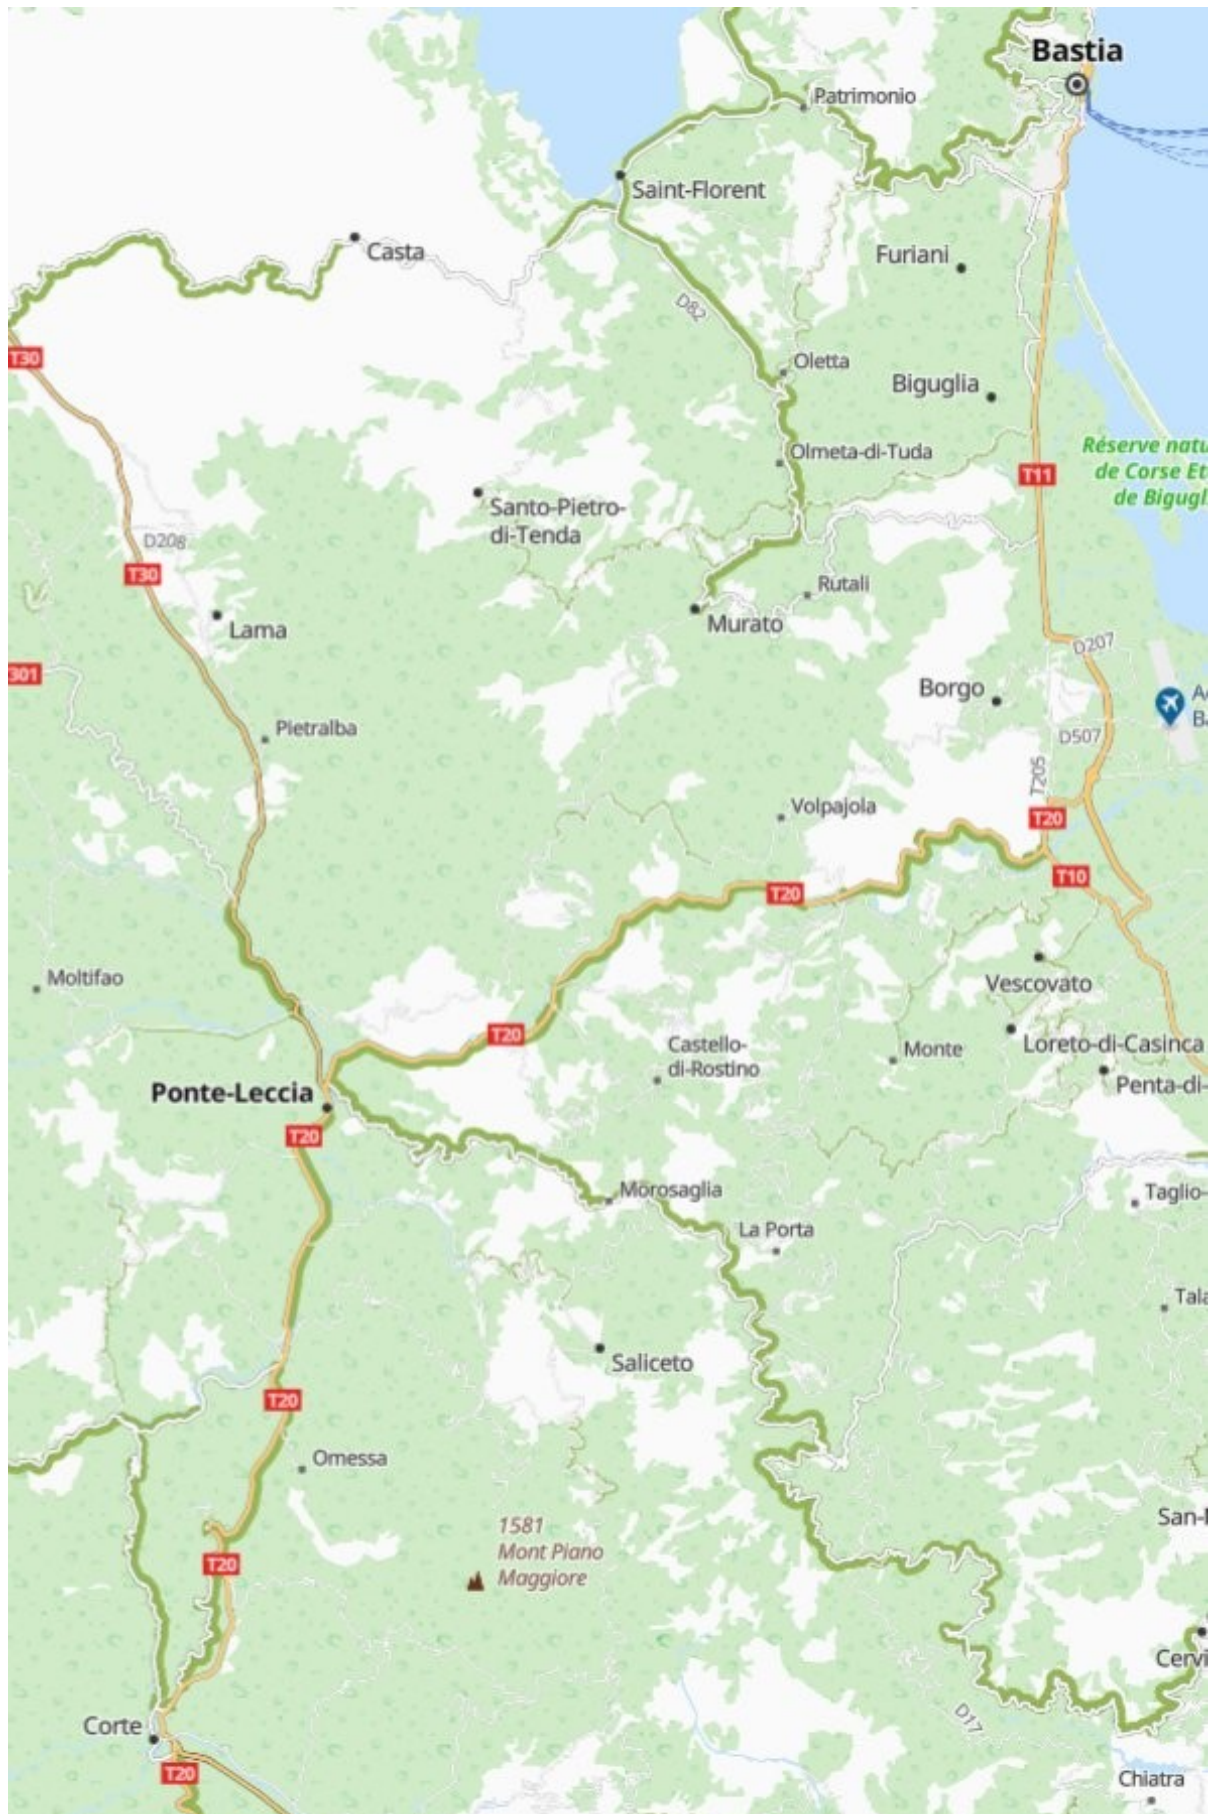 Bastia
Patrimonio
Saint-Florent
Casta
Furiani
D82
T30
Oletta
Biguglia
Olmeta-di-Tuda
Réserve natu
de Corse Et
de Bigugl
T11
Santo-Pietro-
di-Tenda
D208
T30
Rutali
Lama
Murato
D207
301
Borgo
Pietralba
D507
T205
Volpajola
T20
T10
T20
Moltifao
Vescovato
T20
Castello-
di-Rostino
Monte
Loreto-di-Casinca
Penta-di-
Ponte-Leccia
T20
Morosaglia
Taglio-
La Porta
Tala
Saliceto
T20
Omessa
San-
1581
Mont Piano
Maggiore
T20
Cervi
D17
Corte
T20
Chiatra